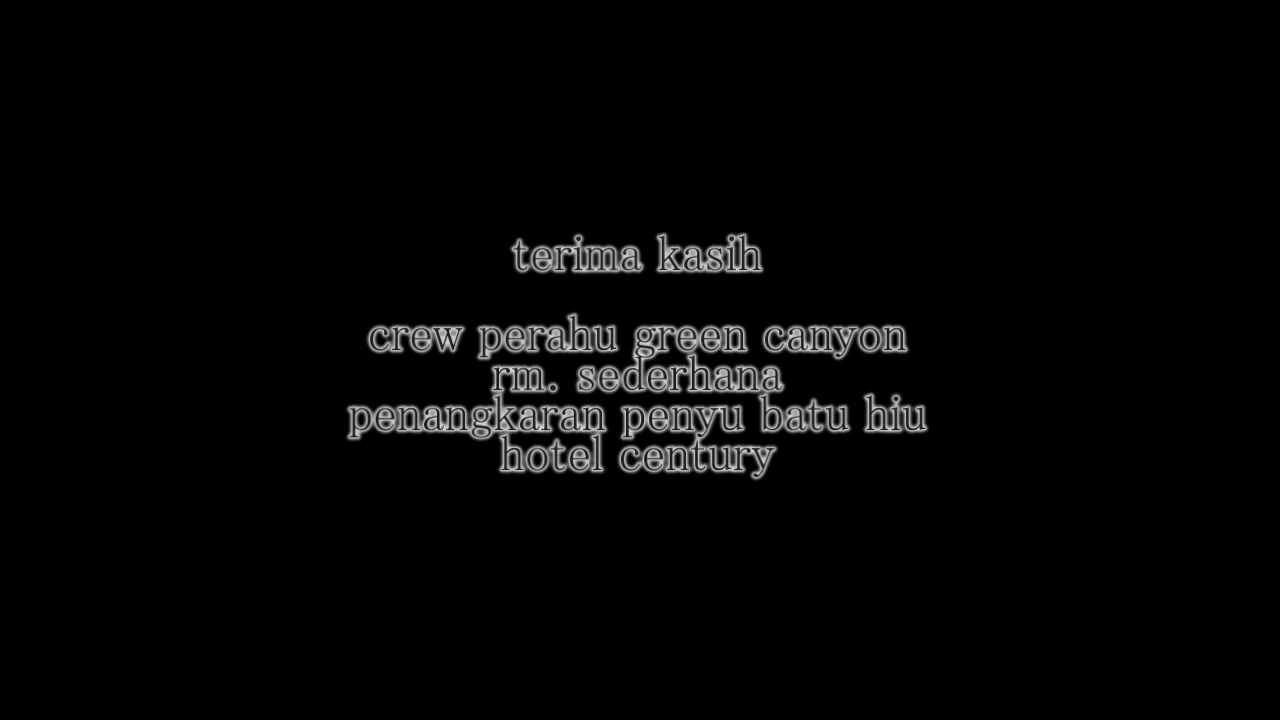 terima kasih
crew perahu green canyon
rm. sederhana
penangkaran penyu batu hiu
hotel century